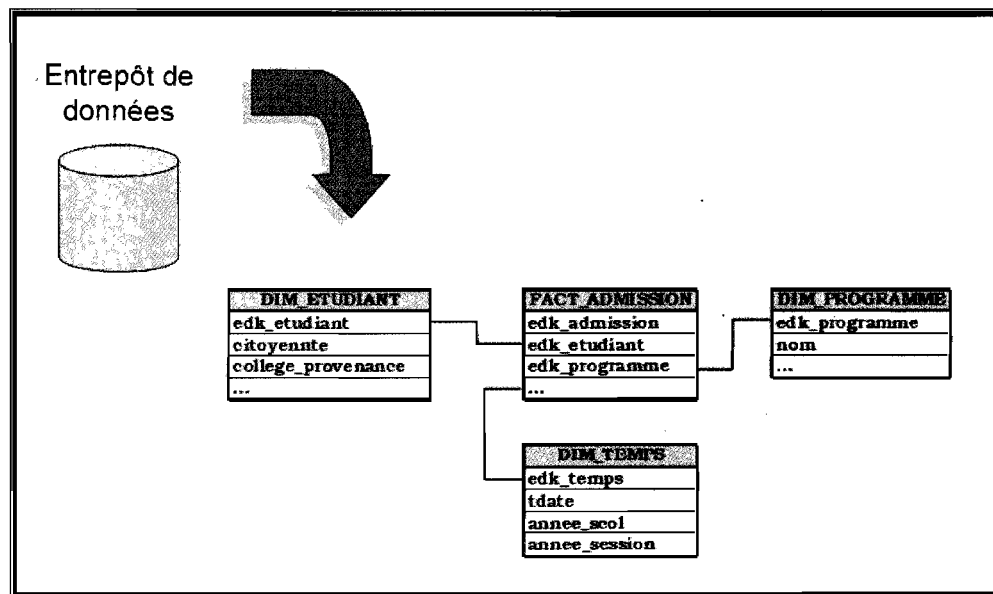 Entrepôt de
données
DIM_ETUDIANT
edk_etudiant
citoyennte
college_provenance
...
FACT_ADMISSION
edk_admission
edk_etudiant
edk_programme
...
DIM_PROGRAMME
edk_programme
nom
...
DIM_TEMPS
edk_temps
tdate
annee_scol
annee_session